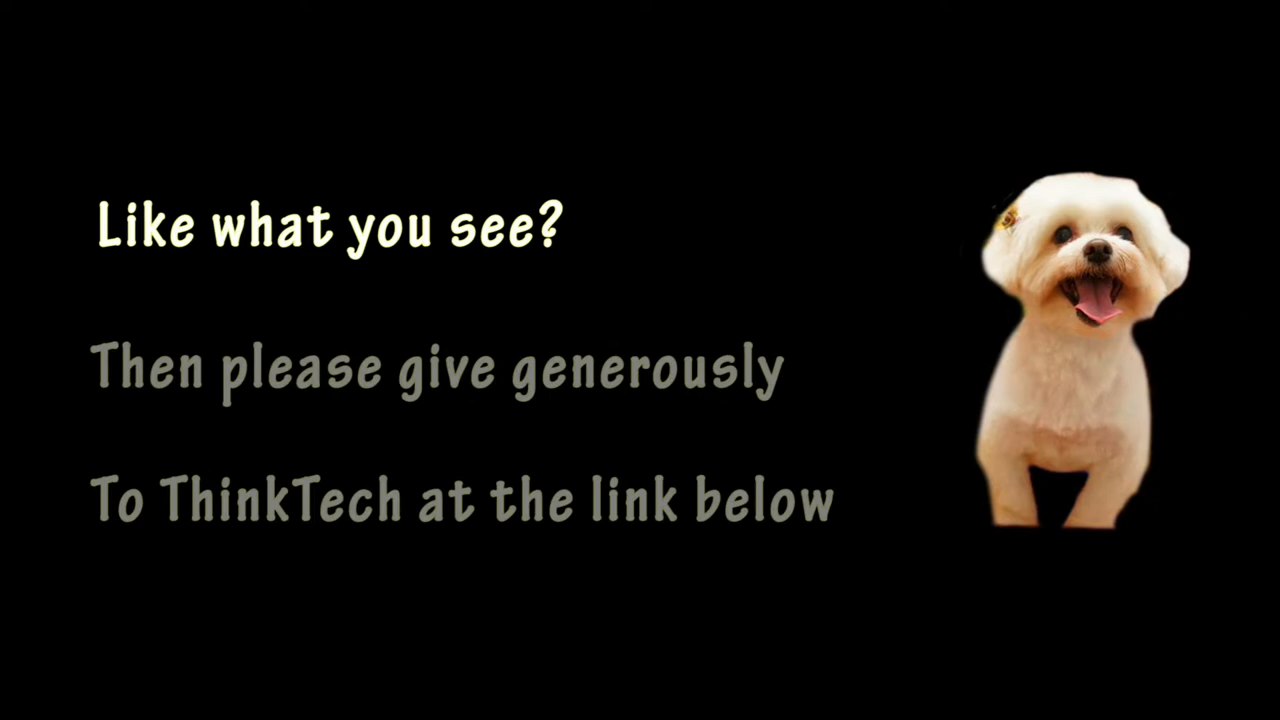 Like what you see?
Then please give generously
To ThinkTech at the link below